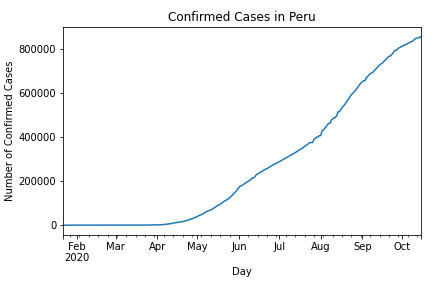 Confirmed Cases in Peru
Number of Confirmed Cases
800000
600000
400000
200000
0
Feb Mar Apr May Jun Jul Aug Sep Oct
2020
Day